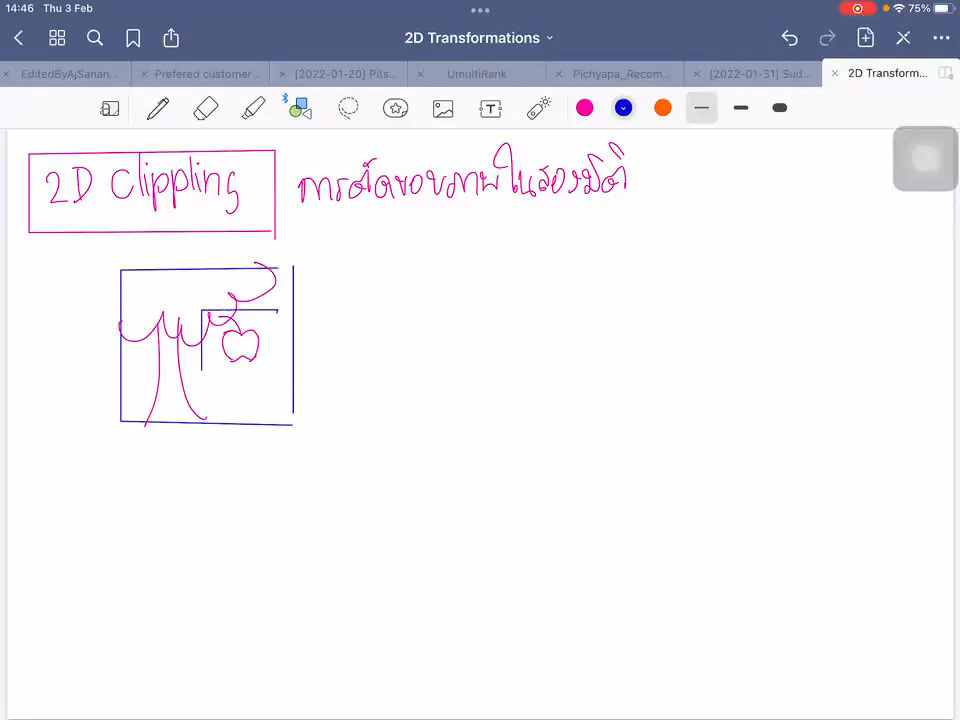 14:46 Thu 3 Feb
75%
2D Transformations
EditedByAjSanan...
Prefered customer...
[2022-01-20] Pits...
UmultiRank
Pichyapa_Recom...
[2022-01-31] Sud...
2D Transform...
2D Clippling การตัดขอบภาพในสองมิติ